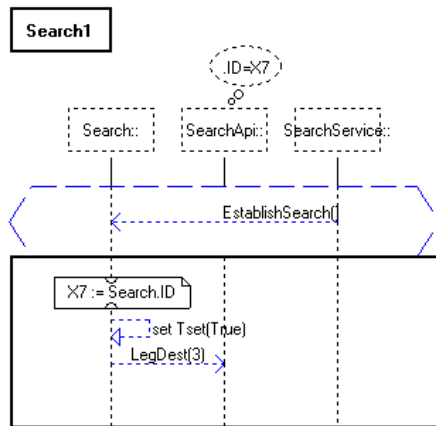 Search1
.ID=X7
Search::
SearchApi::
SearchService::
EstablishSearch()
X7 := Search.ID
set Tset(True)
LegDest(3)